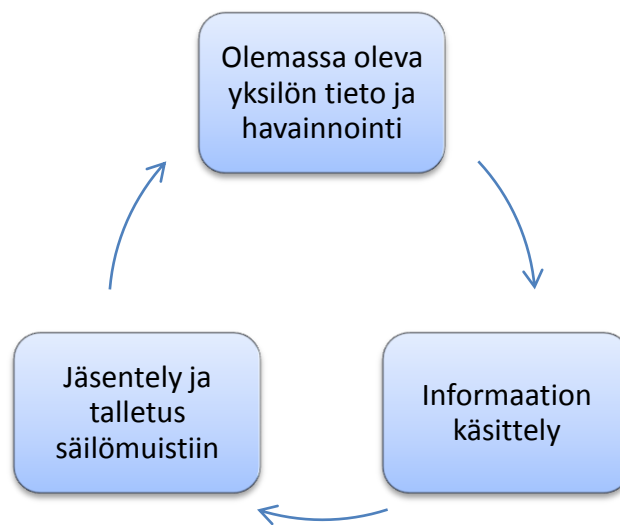 Olemassa oleva
yksilön tieto ja
havainnointi
Informaation
käsittely
Jäsentely ja
talletus
säilömuistiin